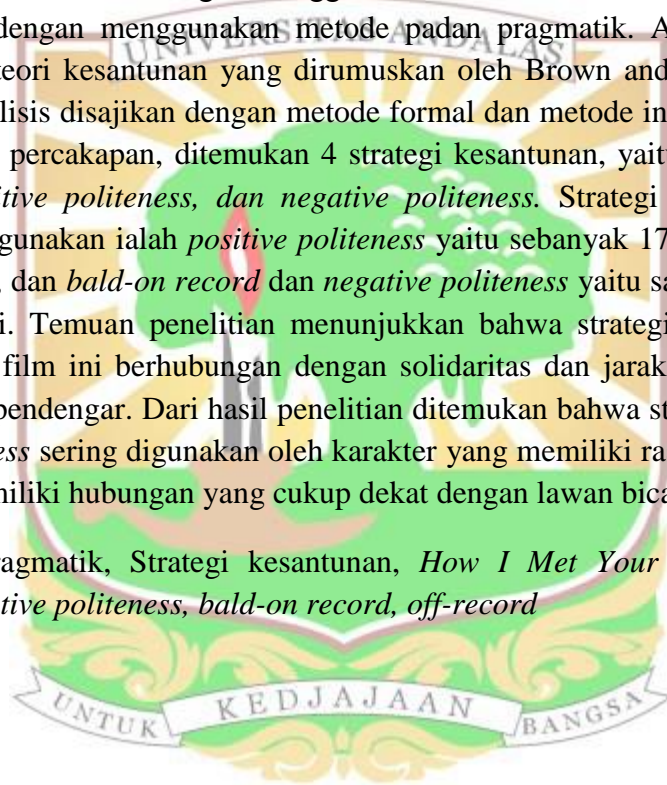 dengan menggunakan metode padan pragmatik. A
UNIVERSITAS ANDALAS
teori kesantunan yang dirumuskan oleh Brown and
lisis disajikan dengan metode formal dan metode in
percakapan, ditemukan 4 strategi kesantunan, yait
itive politeness, dan negative politeness. Strategi
gunakan ialah positive politeness yaitu sebanyak 17
, dan bald-on record dan negative politeness yaitu sa
i. Temuan penelitian menunjukkan bahwa strategi
film ini berhubungan dengan solidaritas dan jarak
pendengar. Dari hasil penelitian ditemukan bahwa st
ess sering digunakan oleh karakter yang memiliki ra
miliki hubungan yang cukup dekat dengan lawan bica
ragmatik, Strategi kesantunan, How I Met Your
ative politeness, bald-on record, off-record
UNTUK KEDJAJAAN BANGSA